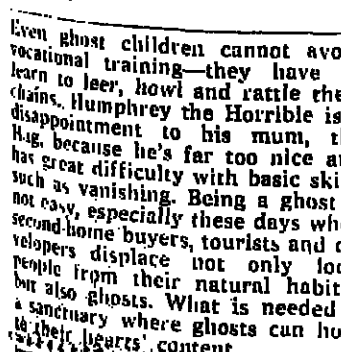 Even ghost children cannot avo
vocational training—they have
learn to leer, howl and rattle the
chains. Humphrey the Horrible is
disappointment to his mum, t
Hag, because he's far too nice a
has great difficulty with basic ski
such as vanishing. Being a ghost
not easy, especially these days wh
second-home buyers, tourists and d
velopers displace not only lo
people from their natural habit
but also ghosts. What is needed
a sanctuary where ghosts can hu
to their hearts' content